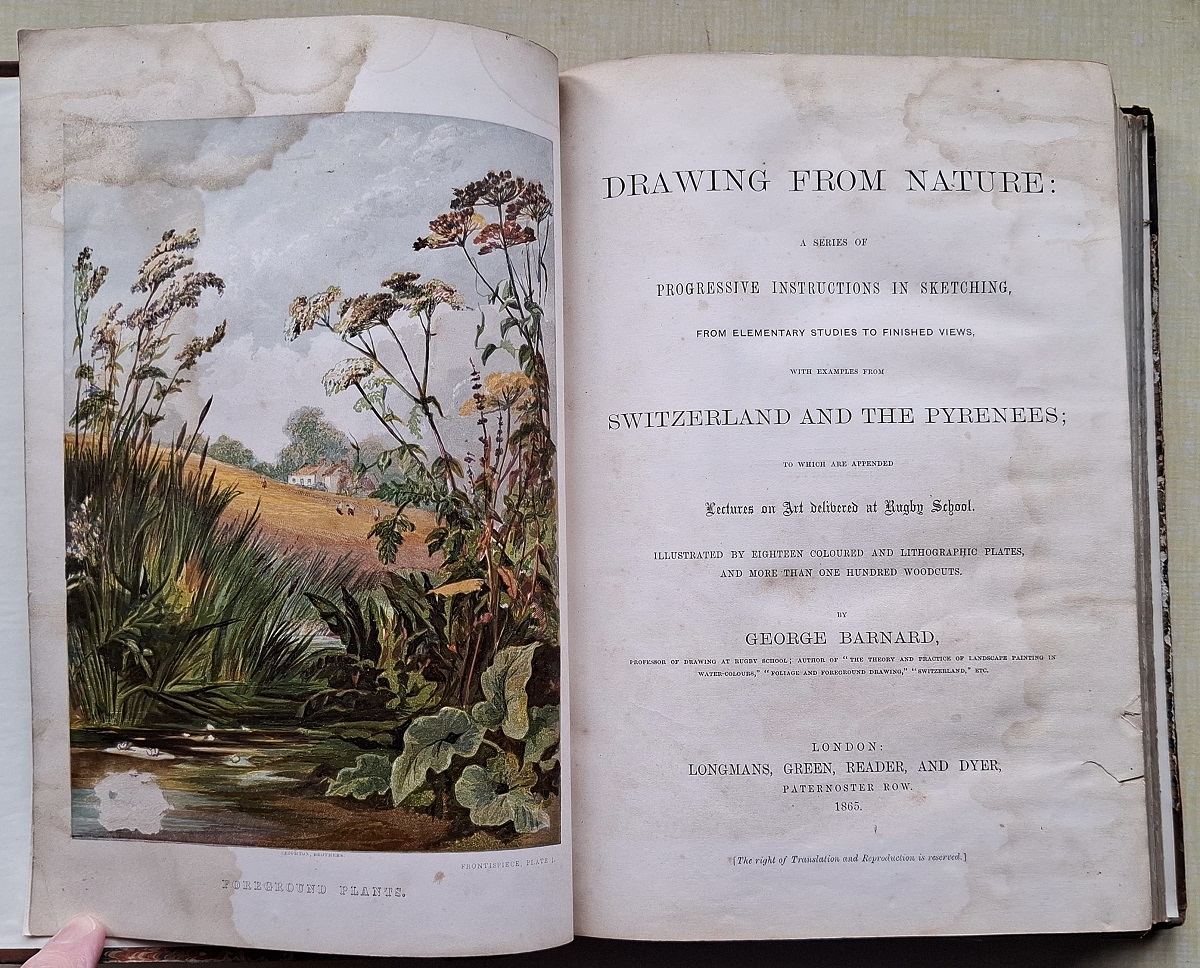 LEIGHTON, BROTHERS.
FRONTISPIECE, PLATE 1.
FOREGROUND PLANTS.
DRAWING FROM NATURE:
A SERIES OF
PROGRESSIVE INSTRUCTIONS IN SKETCHING,
FROM ELEMENTARY STUDIES TO FINISHED VIEWS,
WITH EXAMPLES FROM
SWITZERLAND AND THE PYRENEES;
TO WHICH ARE APPENDED
Lectures on Art delivered at Rugby School.
ILLUSTRATED BY EIGHTEEN COLOURED AND LITHOGRAPHIC PLATES,
AND MORE THAN ONE HUNDRED WOODCUTS.
BY
GEORGE BARNARD,
PROFESSOR OF DRAWING AT RUGBY SCHOOL; AUTHOR OF "THE THEORY AND PRACTICE OF LANDSCAPE PAINTING IN
WATER-COLOURS," "FOLIAGE AND FOREGROUND DRAWING," "SWITZERLAND," ETC.
LONDON:
LONGMANS, GREEN, READER, AND DYER,
PATERNOSTER ROW.
1865.
[The right of Translation and Reproduction is reserved.]